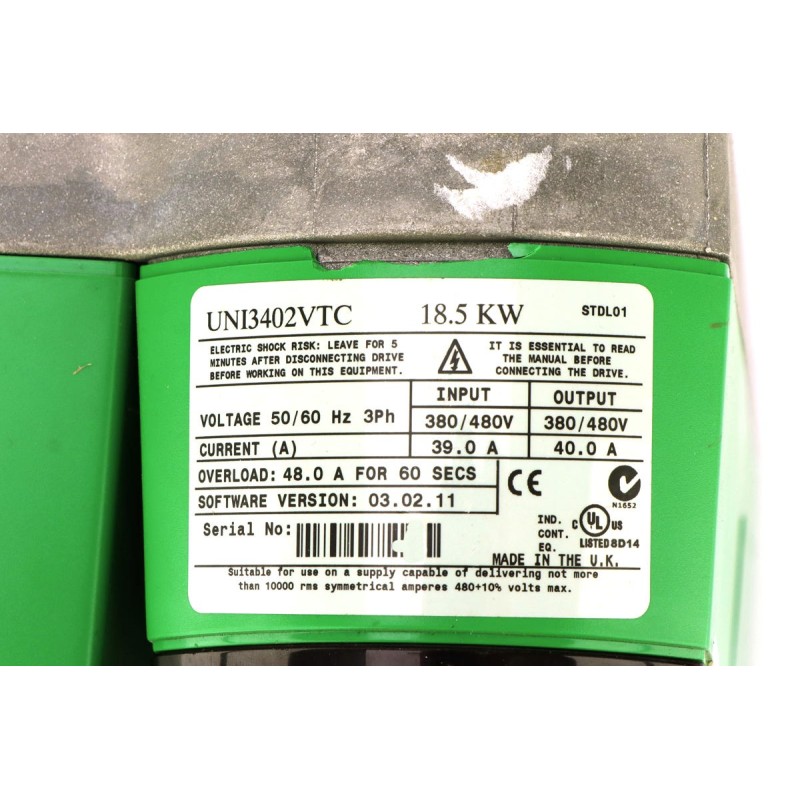 UNI3402VTC 18.5 KW STDL01
ELECTRIC SHOCK RISK: LEAVE FOR 5
MINUTES AFTER DISCONNECTING DRIVE
BEFORE WORKING ON THIS EQUIPMENT.
IT IS ESSENTIAL TO READ
THE MANUAL BEFORE
CONNECTING THE DRIVE.
INPUT OUTPUT
VOLTAGE 50/60 Hz 3Ph 380/480V 380/480V
CURRENT (A) 39.0 A 40.0 A
OVERLOAD: 48.0 A FOR 60 SECS
SOFTWARE VERSION: 03.02.11
CE
N1652
Serial No:
IND.
CONT.
EQ.
C UL US
LISTED 8D14
MADE IN THE U.K.
Suitable for use on a supply capable of delivering not more
than 10000 rms symmetrical amperes 480+10% volts max.